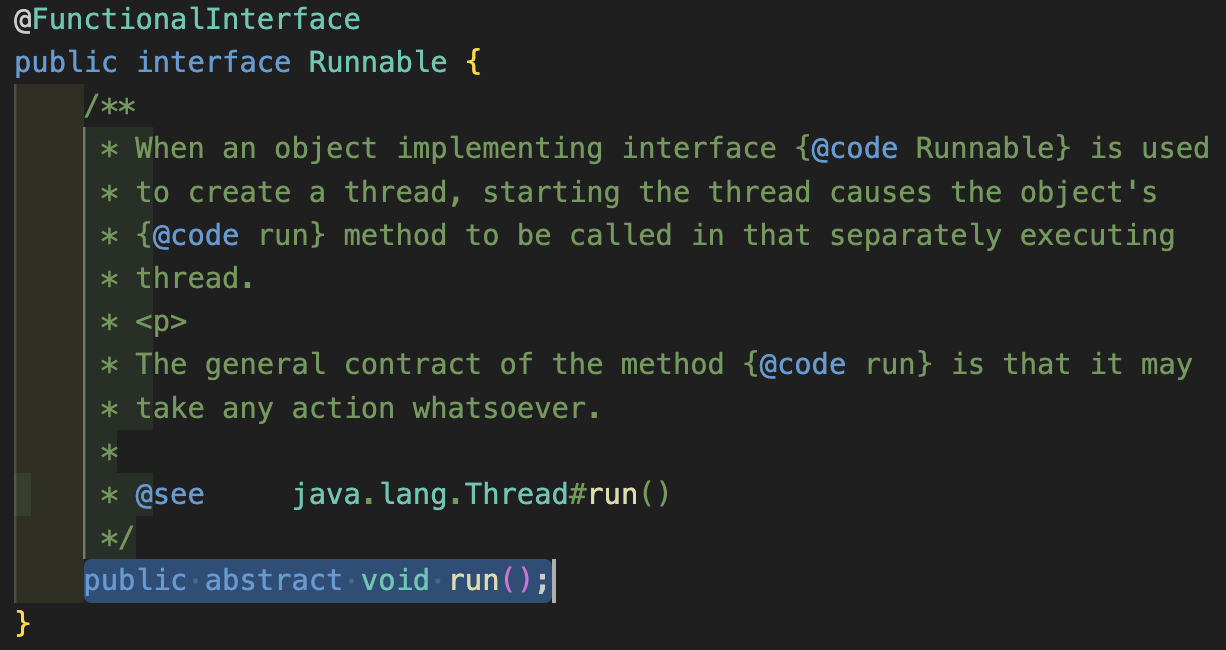 @FunctionalInterface
public interface Runnable {
    /**
     * When an object implementing interface {@code Runnable} is used
     * to create a thread, starting the thread causes the object's
     * {@code run} method to be called in that separately executing
     * thread.
     * <p>
     * The general contract of the method {@code run} is that it may
     * take any action whatsoever.
     *
     * @see     java.lang.Thread#run()
     */
    public abstract void run();
}